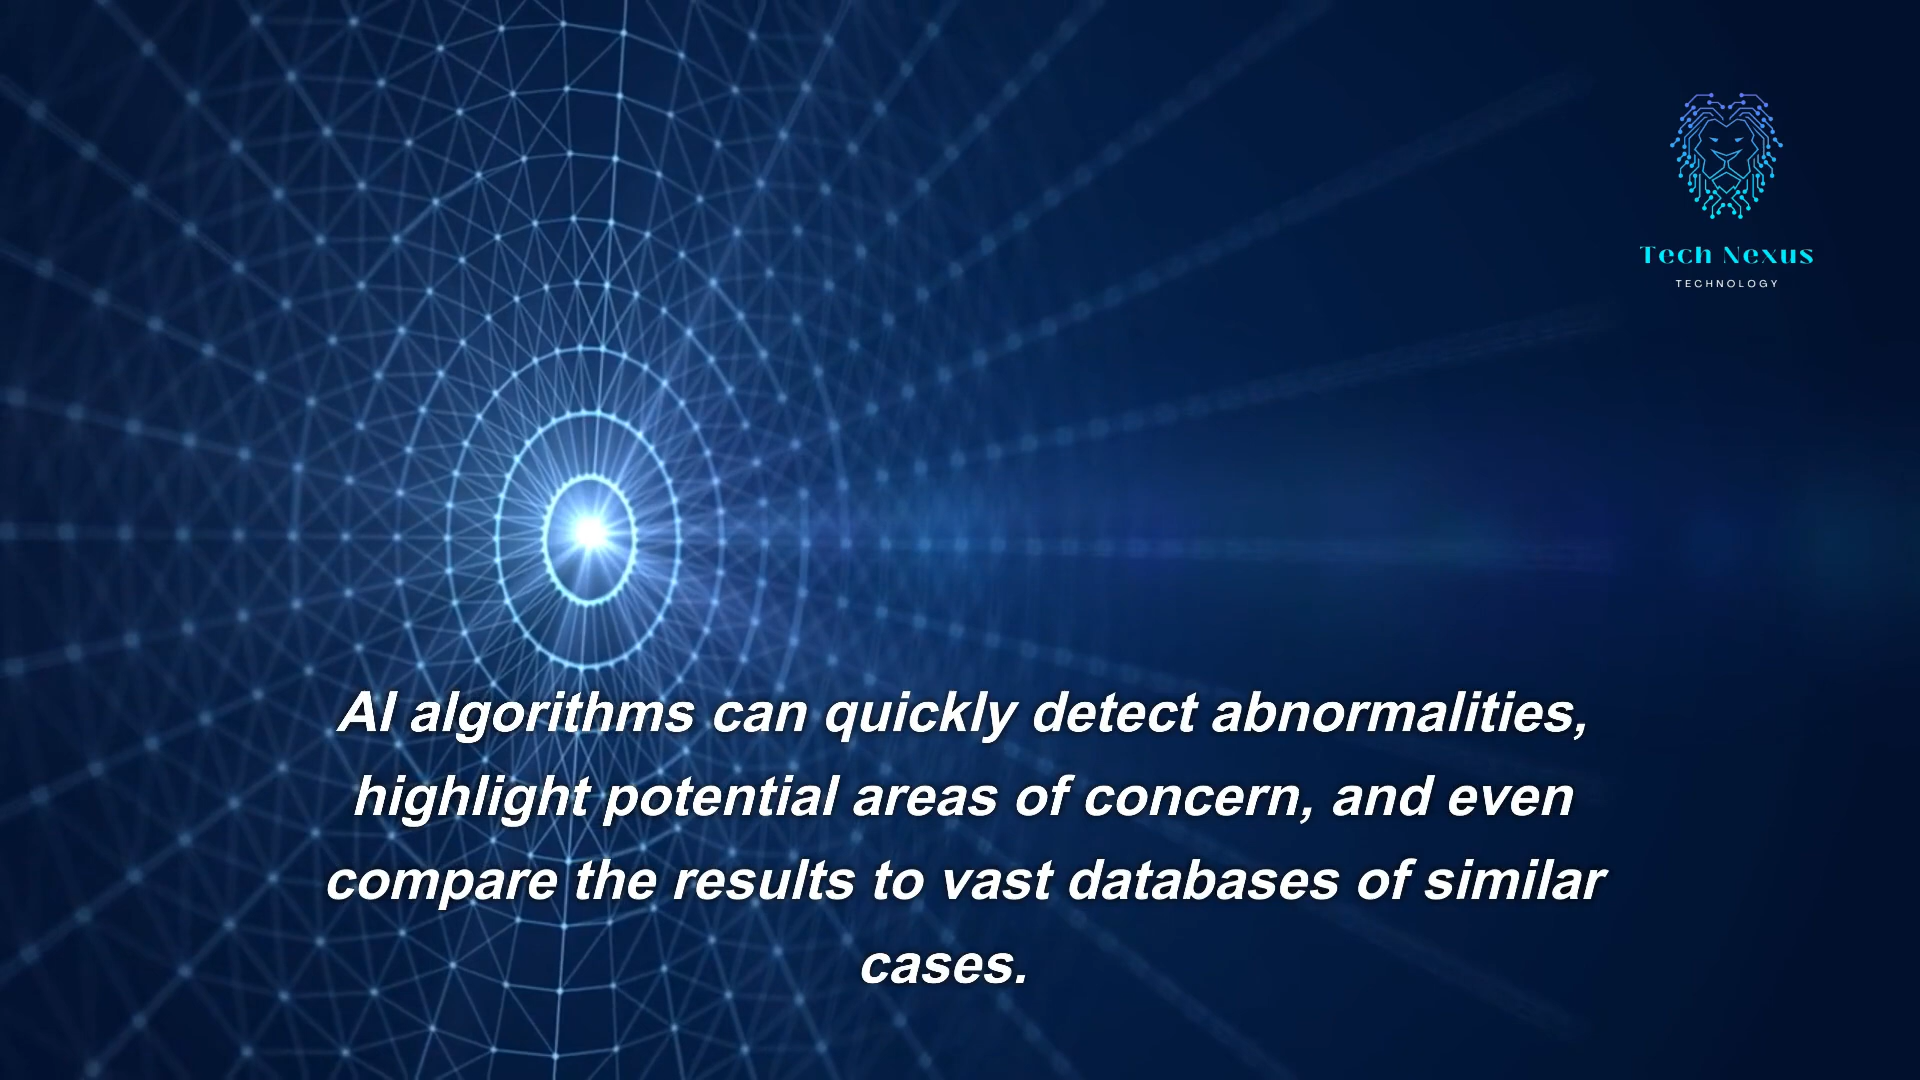 Tech Nexus
TECHNOLOGY
AI algorithms can quickly detect abnormalities,
highlight potential areas of concern, and even
compare the results to vast databases of similar
cases.